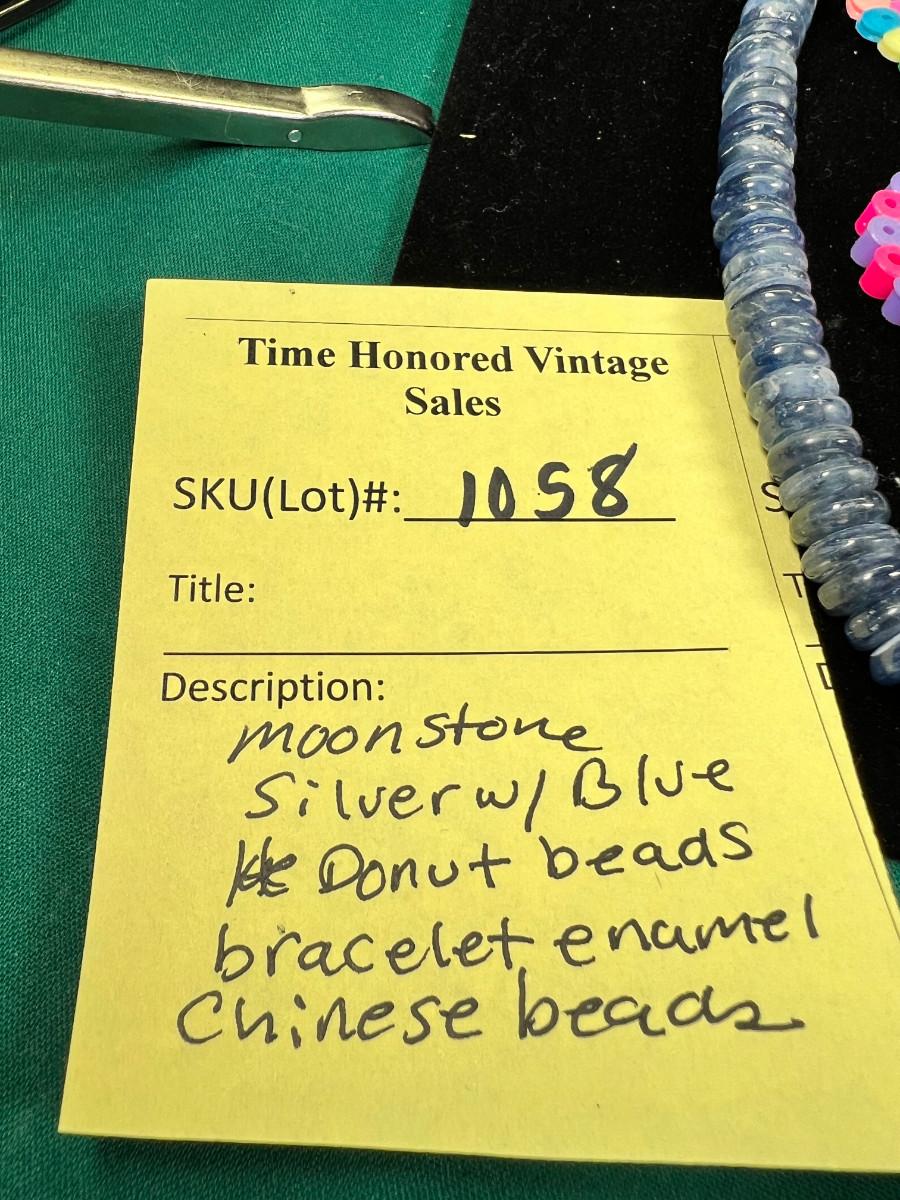 Time Honored Vintage
Sales
SKU(Lot)#: 1058
Title:
Description:
moonstone
Silver w/ Blue
Donut beads
bracelet enamel
Chinese beads
S
T
D